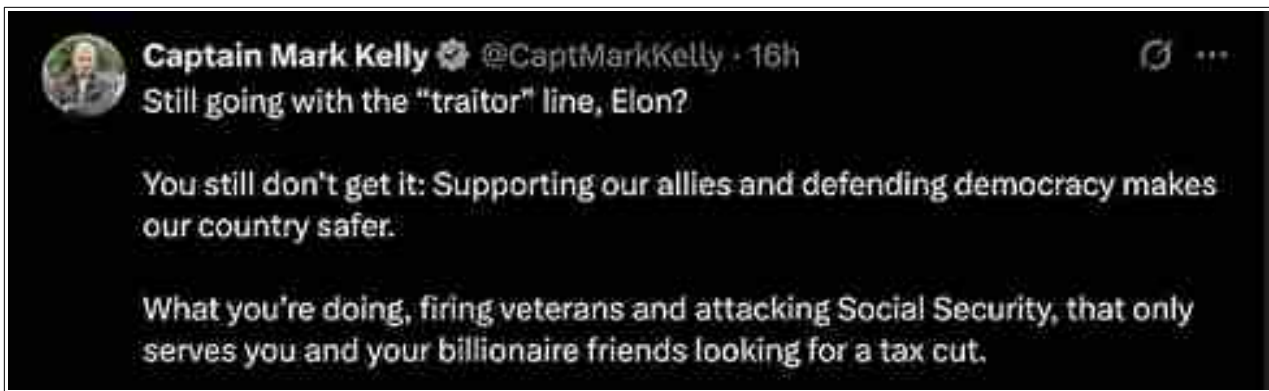 Captain Mark Kelly @CaptMarkKelly · 16h
Still going with the “traitor” line, Elon?
You still don't get it: Supporting our allies and defending democracy makes
our country safer.
What you're doing, firing veterans and attacking Social Security, that only
serves you and your billionaire friends looking for a tax cut.